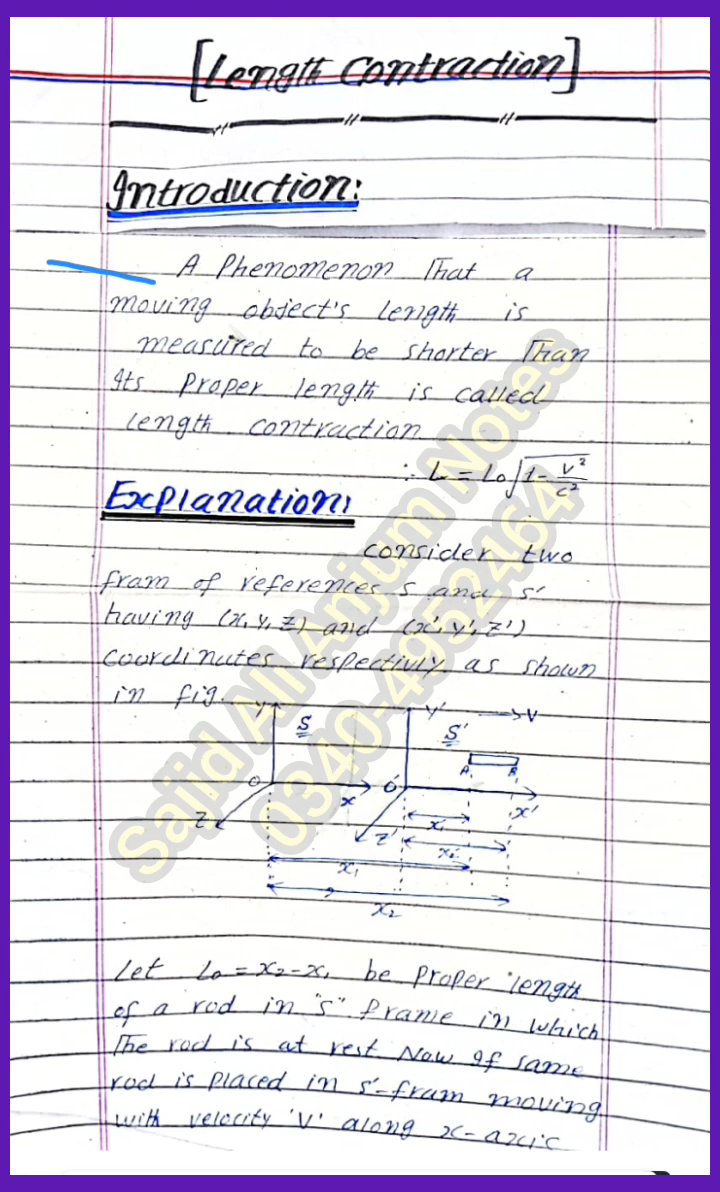 [Length Contraction]
Introduction:
A Phenomenon That a
moving object's length is
measured to be shorter Than
Its Proper length is called
length contraction
∴ L = Lo√1-v²/c²
Explanation:
consider two
fram of references s and s'
having (x, y, z) and (x', y', z')
coordinates respectivly as shown
in fig.
Y S Y' →V
S'
A B
O x O' x'
Z Z' x₁'
x₂'
x₁
x₂
Let Lo = x₂-x₁ be proper length
of a rod in "s" frame in which
The rod is at rest Now If same
rod is placed in s'-fram moving
with velocity 'v' along x-axis
Sajid Ali Anjum Notes
0340-4952464